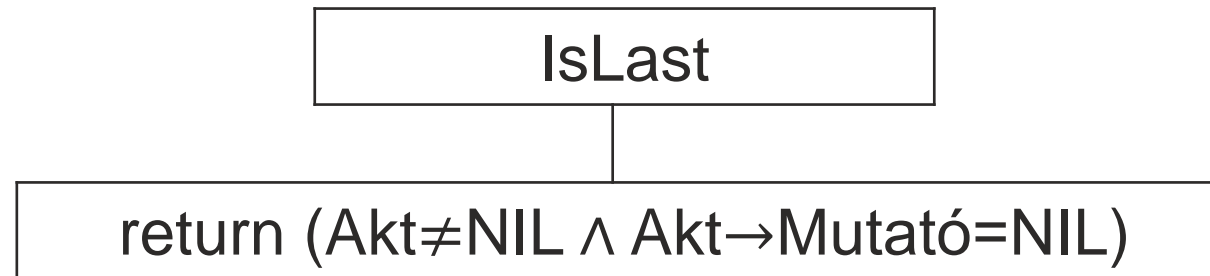 IsLast
return (Akt≠NIL ∧ Akt→Mutató=NIL)